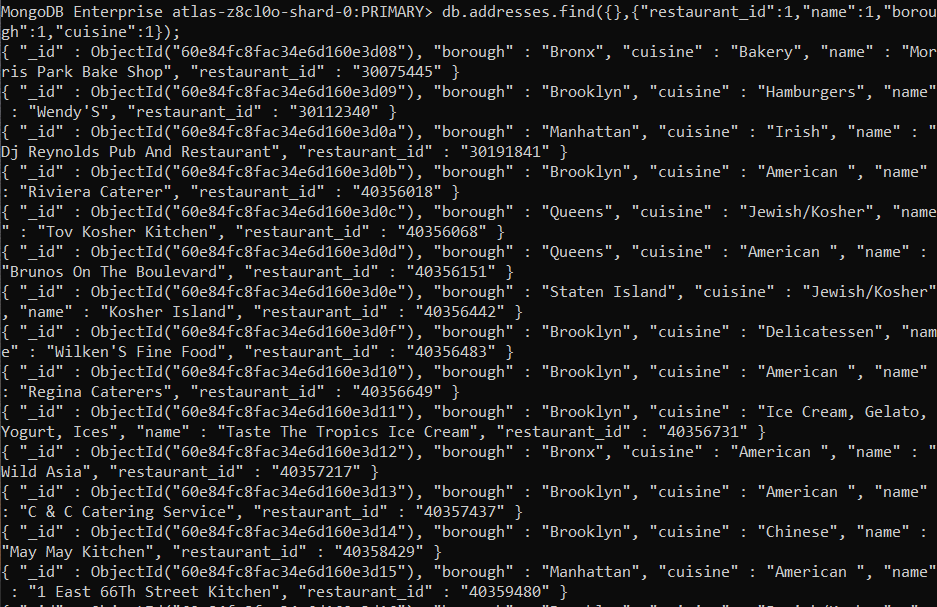 MongoDB Enterprise atlas-z8cl0o-shard-0:PRIMARY> db.addresses.find({},{"restaurant_id":1,"name":1,"borou
gh":1,"cuisine":1});
{ "_id" : ObjectId("60e84fc8fac34e6d160e3d08"), "borough" : "Bronx", "cuisine" : "Bakery", "name" : "Mor
ris Park Bake Shop", "restaurant_id" : "30075445" }
{ "_id" : ObjectId("60e84fc8fac34e6d160e3d09"), "borough" : "Brooklyn", "cuisine" : "Hamburgers", "name"
 : "Wendy'S", "restaurant_id" : "30112340" }
{ "_id" : ObjectId("60e84fc8fac34e6d160e3d0a"), "borough" : "Manhattan", "cuisine" : "Irish", "name" : "
Dj Reynolds Pub And Restaurant", "restaurant_id" : "30191841" }
{ "_id" : ObjectId("60e84fc8fac34e6d160e3d0b"), "borough" : "Brooklyn", "cuisine" : "American ", "name"
: "Riviera Caterer", "restaurant_id" : "40356018" }
{ "_id" : ObjectId("60e84fc8fac34e6d160e3d0c"), "borough" : "Queens", "cuisine" : "Jewish/Kosher", "name
" : "Tov Kosher Kitchen", "restaurant_id" : "40356068" }
{ "_id" : ObjectId("60e84fc8fac34e6d160e3d0d"), "borough" : "Queens", "cuisine" : "American ", "name" :
"Brunos On The Boulevard", "restaurant_id" : "40356151" }
{ "_id" : ObjectId("60e84fc8fac34e6d160e3d0e"), "borough" : "Staten Island", "cuisine" : "Jewish/Kosher"
, "name" : "Kosher Island", "restaurant_id" : "40356442" }
{ "_id" : ObjectId("60e84fc8fac34e6d160e3d0f"), "borough" : "Brooklyn", "cuisine" : "Delicatessen", "nam
e" : "Wilken'S Fine Food", "restaurant_id" : "40356483" }
{ "_id" : ObjectId("60e84fc8fac34e6d160e3d10"), "borough" : "Brooklyn", "cuisine" : "American ", "name"
: "Regina Caterers", "restaurant_id" : "40356649" }
{ "_id" : ObjectId("60e84fc8fac34e6d160e3d11"), "borough" : "Brooklyn", "cuisine" : "Ice Cream, Gelato,
Yogurt, Ices", "name" : "Taste The Tropics Ice Cream", "restaurant_id" : "40356731" }
{ "_id" : ObjectId("60e84fc8fac34e6d160e3d12"), "borough" : "Bronx", "cuisine" : "American ", "name" : "
Wild Asia", "restaurant_id" : "40357217" }
{ "_id" : ObjectId("60e84fc8fac34e6d160e3d13"), "borough" : "Brooklyn", "cuisine" : "American ", "name"
: "C & C Catering Service", "restaurant_id" : "40357437" }
{ "_id" : ObjectId("60e84fc8fac34e6d160e3d14"), "borough" : "Brooklyn", "cuisine" : "Chinese", "name" :
"May May Kitchen", "restaurant_id" : "40358429" }
{ "_id" : ObjectId("60e84fc8fac34e6d160e3d15"), "borough" : "Manhattan", "cuisine" : "American ", "name"
 : "1 East 66Th Street Kitchen", "restaurant_id" : "40359480" }